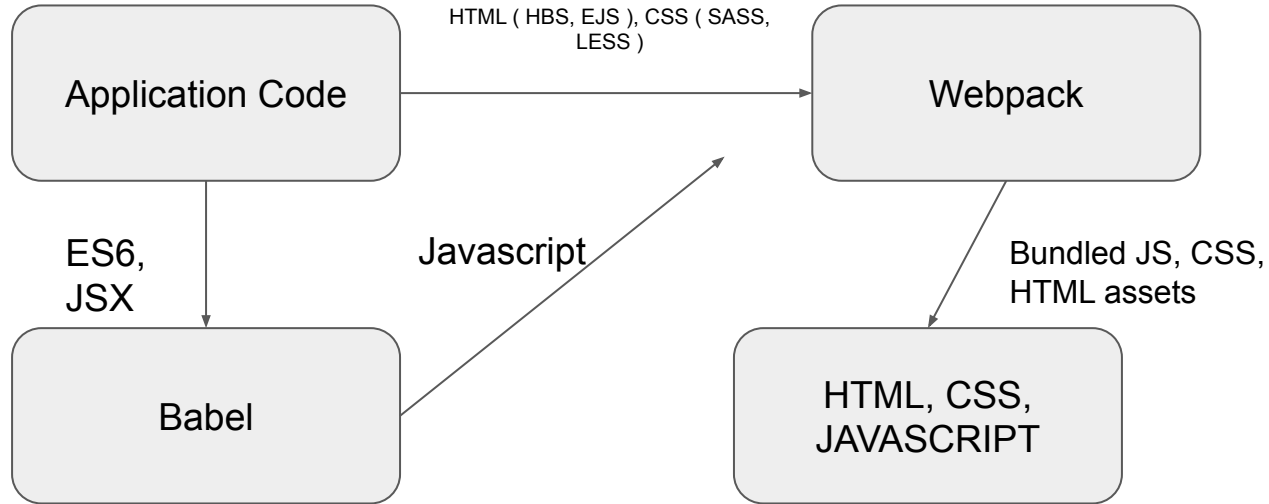 HTML ( HBS, EJS ), CSS ( SASS,
LESS )
Application Code
Webpack
ES6,
JSX
Javascript
Bundled JS, CSS,
HTML assets
Babel
HTML, CSS,
JAVASCRIPT